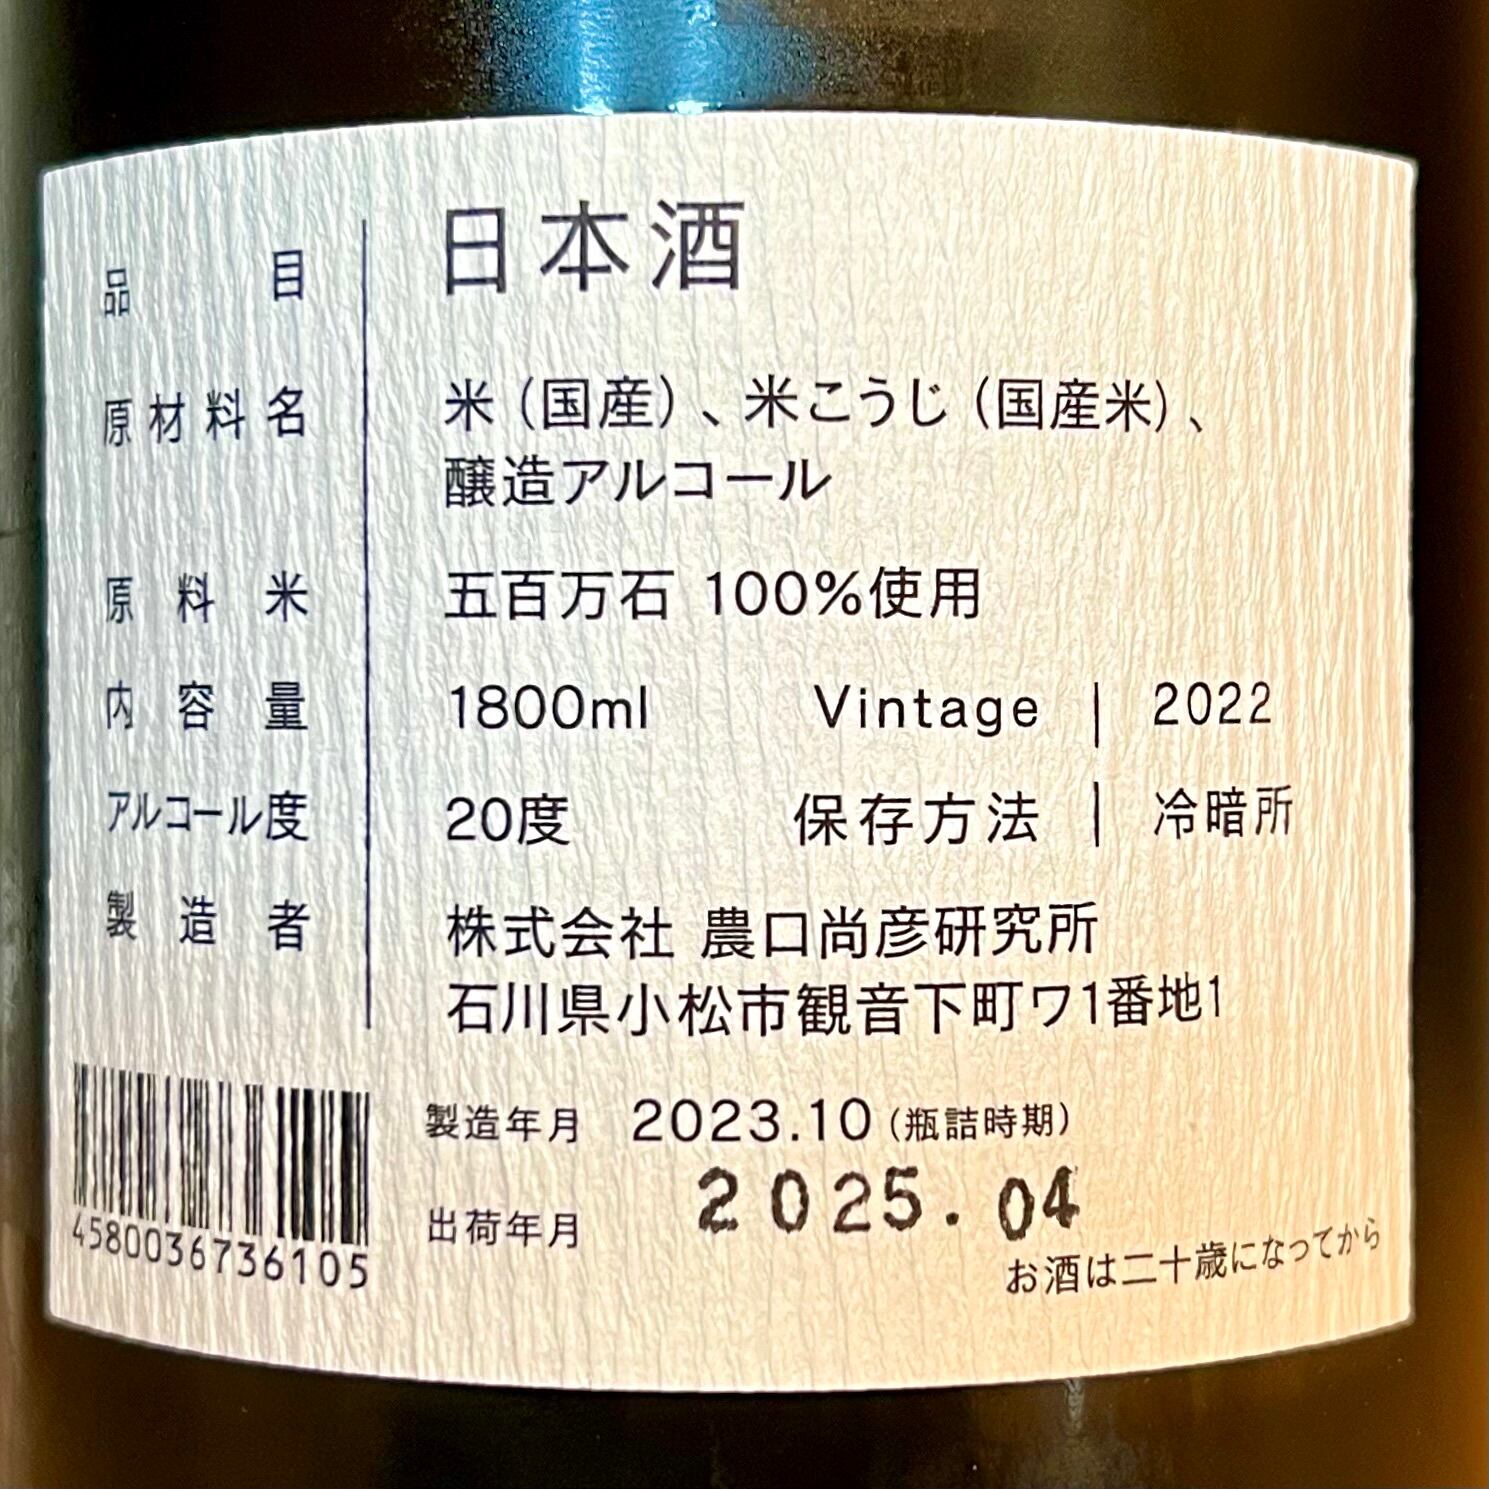 品目 日本酒
原材料名 米（国産）、米こうじ（国産米）、
醸造アルコール
原料米 五百万石 100%使用
内容量 1800ml Vintage | 2022
アルコール度 20度 保存方法 | 冷暗所
製造者 株式会社 農口尚彦研究所
石川県小松市観音下町ワ1番地1
製造年月 2023.10（瓶詰時期）
出荷年月 2025.04
4580036736105
お酒は二十歳になってから